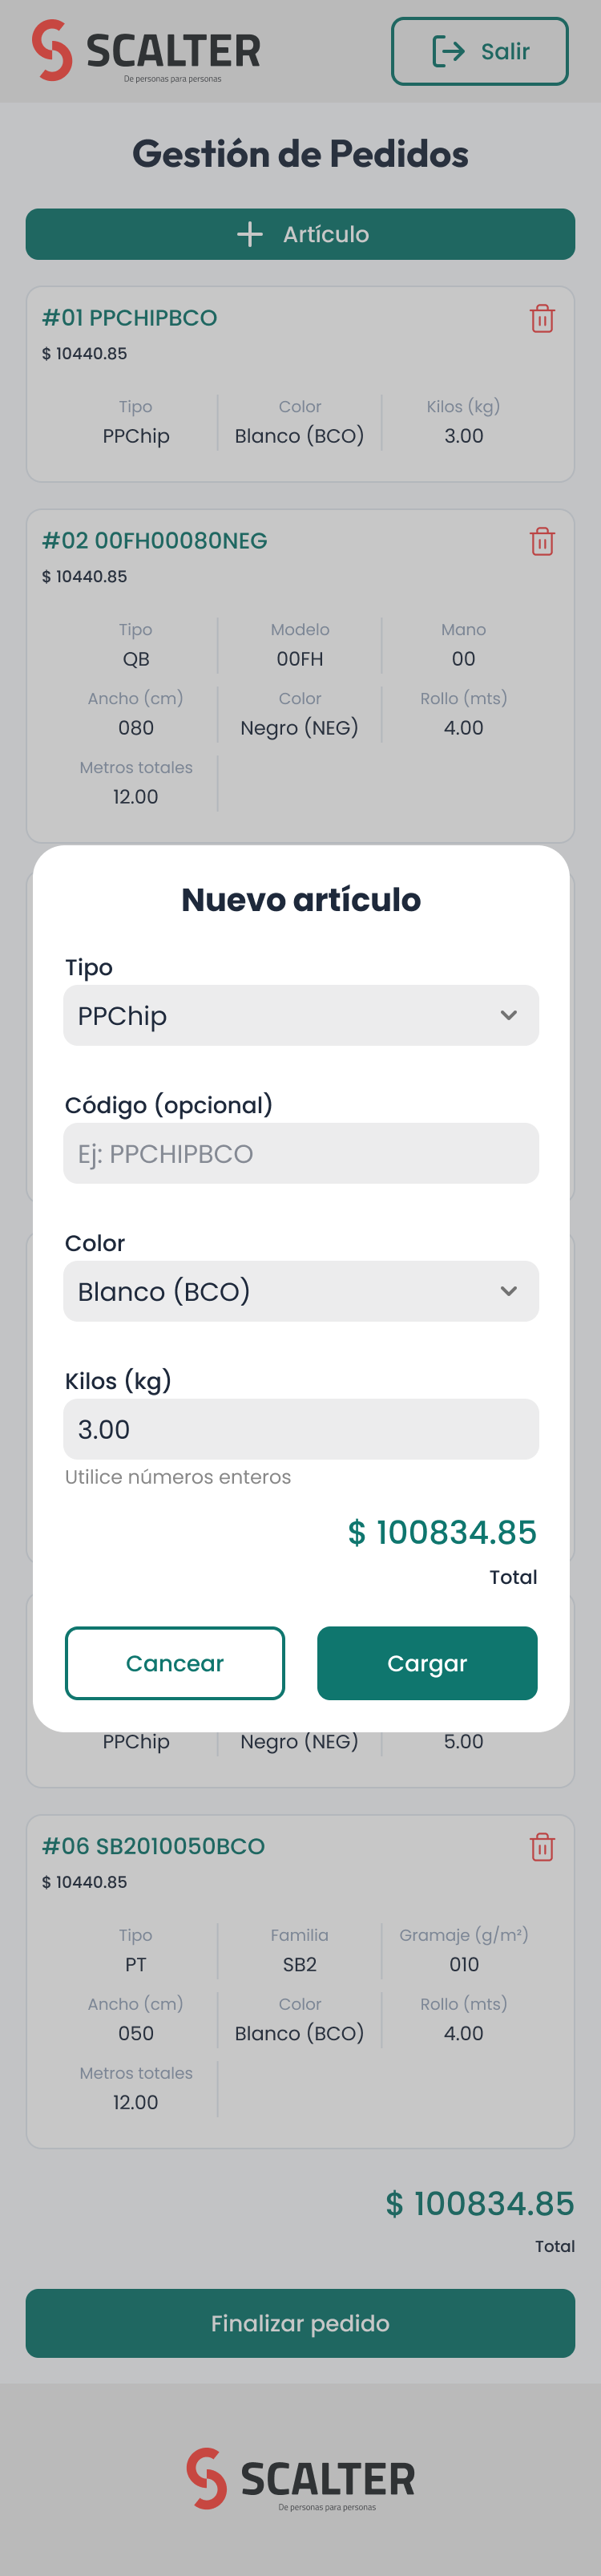 SCALTER
De personas para personas
Salir
Gestión de Pedidos
Artículo
#01 PPCHIPBCO
$ 10440.85
Tipo Color Kilos (kg)
PPChip Blanco (BCO) 3.00
#02 00FH00080NEG
$ 10440.85
Tipo Modelo Mano
QB 00FH 00
Ancho (cm) Color Rollo (mts)
080 Negro (NEG) 4.00
Metros totales
12.00
Nuevo artículo
Tipo
PPChip
Código (opcional)
Ej: PPCHIPBCO
Color
Blanco (BCO)
Kilos (kg)
3.00
Utilice números enteros
$ 100834.85
Total
Cancear Cargar
PPChip Negro (NEG) 5.00
#06 SB2010050BCO
$ 10440.85
Tipo Familia Gramaje (g/m²)
PT SB2 010
Ancho (cm) Color Rollo (mts)
050 Blanco (BCO) 4.00
Metros totales
12.00
$ 100834.85
Total
Finalizar pedido
SCALTER
De personas para personas